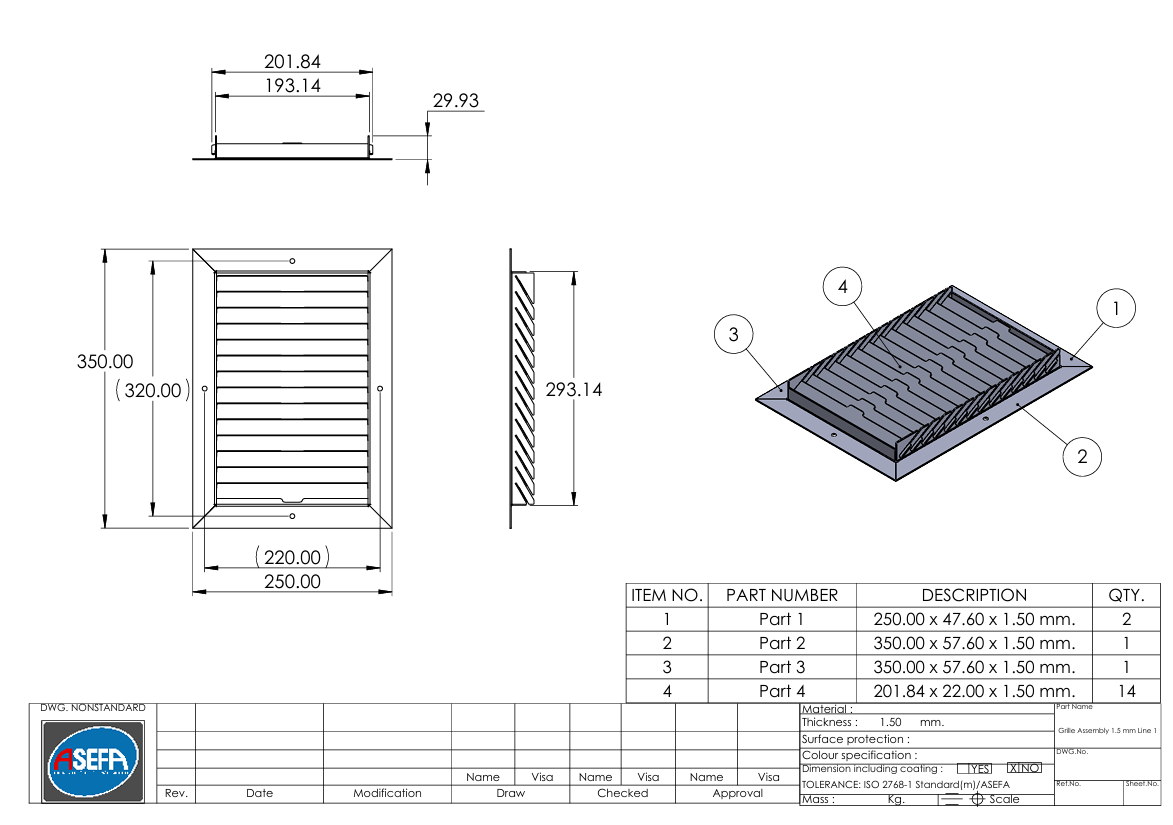 201.84
193.14
29.93
350.00
(320.00)
293.14
(220.00)
250.00
4
3
1
2
ITEM NO. PART NUMBER DESCRIPTION QTY.
1 Part 1 250.00 x 47.60 x 1.50 mm. 2
2 Part 2 350.00 x 57.60 x 1.50 mm. 1
3 Part 3 350.00 x 57.60 x 1.50 mm. 1
4 Part 4 201.84 x 22.00 x 1.50 mm. 14
DWG. NONSTANDARD
ASEFA
Name Visa Name Visa Name Visa
Rev. Date Modification Draw Checked Approval
Material :
Thickness : 1.50 mm.
Surface protection :
Colour specification :
Dimension including coating : YES X NO
TOLERANCE: ISO 2768-1 Standard(m)/ASEFA
Mass : Kg. Scale
Part Name
Grille Assembly 1.5 mm Line 1
DWG.No.
Ref.No. Sheet.No.